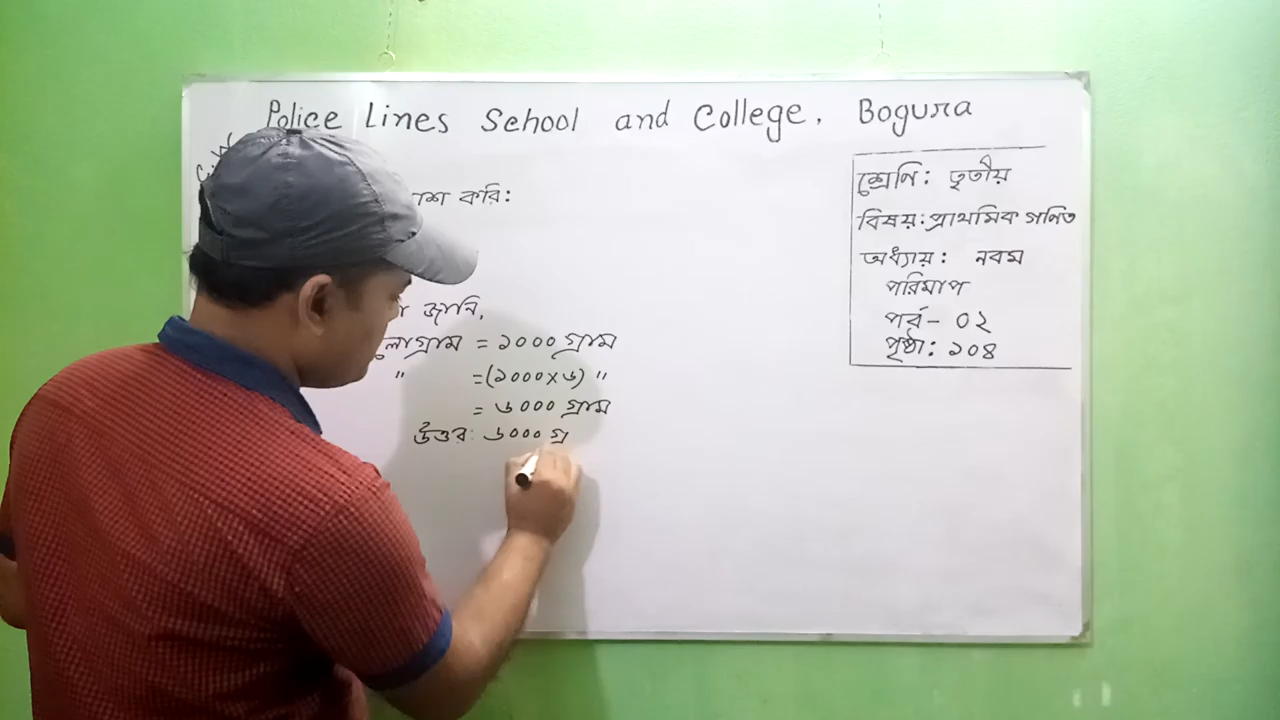 Police Lines School and College, Bogura
করি:
জানি,
= ১০০০ গ্রাম
" =(১০০০×৬) "
= ৬০০০ গ্রাম
উত্তর: ৬০০০ গ্র
শ্রেণি: তৃতীয়
বিষয়: প্রাথমিক গণিত
অধ্যায়: নবম
পরিমাপ
পর্ব- ০২
পৃষ্ঠা: ১০৪